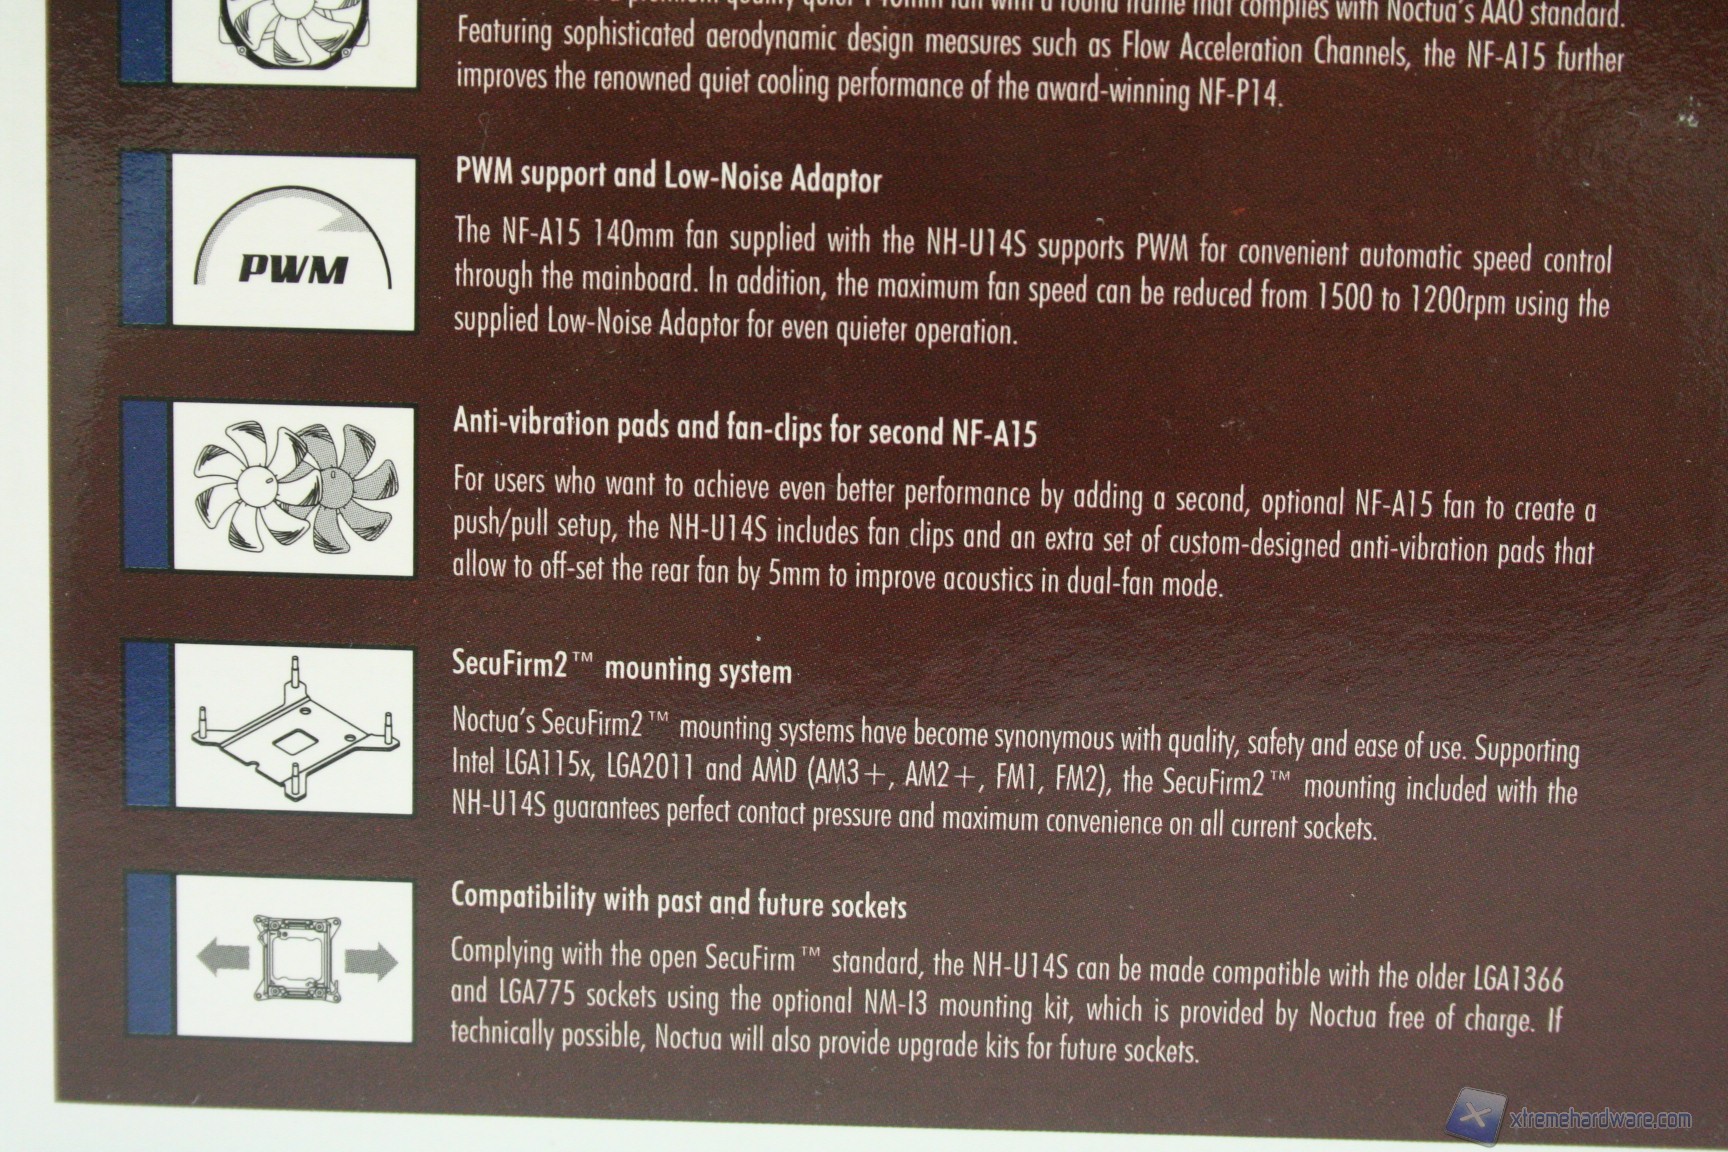 quiet 140mm fan with a round frame that complies with Noctua's AAO standard.
Featuring sophisticated aerodynamic design measures such as Flow Acceleration Channels, the NF-A15 further
improves the renowned quiet cooling performance of the award-winning NF-P14.
PWM
PWM support and Low-Noise Adaptor
The NF-A15 140mm fan supplied with the NH-U14S supports PWM for convenient automatic speed control
through the mainboard. In addition, the maximum fan speed can be reduced from 1500 to 1200rpm using the
supplied Low-Noise Adaptor for even quieter operation.
Anti-vibration pads and fan-clips for second NF-A15
For users who want to achieve even better performance by adding a second, optional NF-A15 fan to create a
push/pull setup, the NH-U14S includes fan clips and an extra set of custom-designed anti-vibration pads that
allow to off-set the rear fan by 5mm to improve acoustics in dual-fan mode.
SecuFirm2™ mounting system
Noctua's SecuFirm2™ mounting systems have become synonymous with quality, safety and ease of use. Supporting
Intel LGA115x, LGA2011 and AMD (AM3+, AM2+, FM1, FM2), the SecuFirm2™ mounting included with the
NH-U14S guarantees perfect contact pressure and maximum convenience on all current sockets.
Compatibility with past and future sockets
Complying with the open SecuFirm™ standard, the NH-U14S can be made compatible with the older LGA1366
and LGA775 sockets using the optional NM-I3 mounting kit, which is provided by Noctua free of charge. If
technically possible, Noctua will also provide upgrade kits for future sockets.
xtremehardware.com